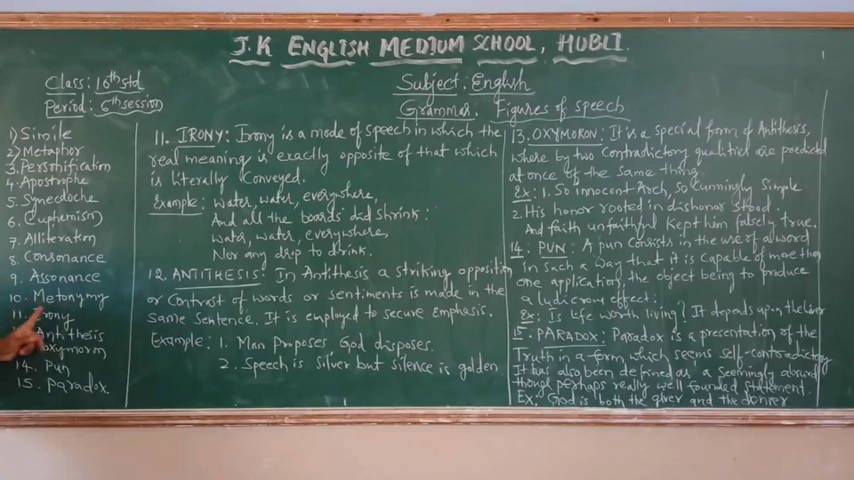 J.K ENGLISH MEDIUM SCHOOL, HUBLI.
Class: 10th std
Period: 6th session
Subject: English
Grammar. Figures of speech
1) Simile
2) Metaphor
3. Personification
4. Apostrophe
5. Synecdoche
6. Euphemism
7. Alliteration
8. Consonance
9. Assonance
10. Metonymy
11. Irony
Antithesis
Oxymorm
14. Pun
15. Paradox.
11. IRONY: Irony is a mode of speech in which the
real meaning is exactly opposite of that which
is literally conveyed.
Example: Water, water, everywhere,
And all the boards did shrink:
Water, water, everywhere,
Nor any drip to drink.
12. ANTITHESIS: In Antithesis a striking opposition
or contrast of words or sentiments is made in the
same sentence. It is employed to secure emphasis.
Example: 1. Man proposes God disposes.
2. Speech is silver but silence is golden.
13. OXYMORON: It is a special form of Antithesis,
where by two contradictory qualities are predicted
at once of the same thing:
Ex: 1. So innocent Arch, so cunningly simple
2. His honor rooted in dishonor stood.
And faith unfaithful kept him falsely true.
14: PUN: A pun consists in the use of a word
in such a way that it is capable of more than
one application, the object being to produce
a ludicrous effect:
Ex: Is life worth living? It depends upon the liver
15. PARADOX: Paradox is a presentation of the
Truth in a form which seems self-contradictory
It has also been defined as a seemingly absurd
though perhaps really well founded statement.
Ex: God is both the giver and the